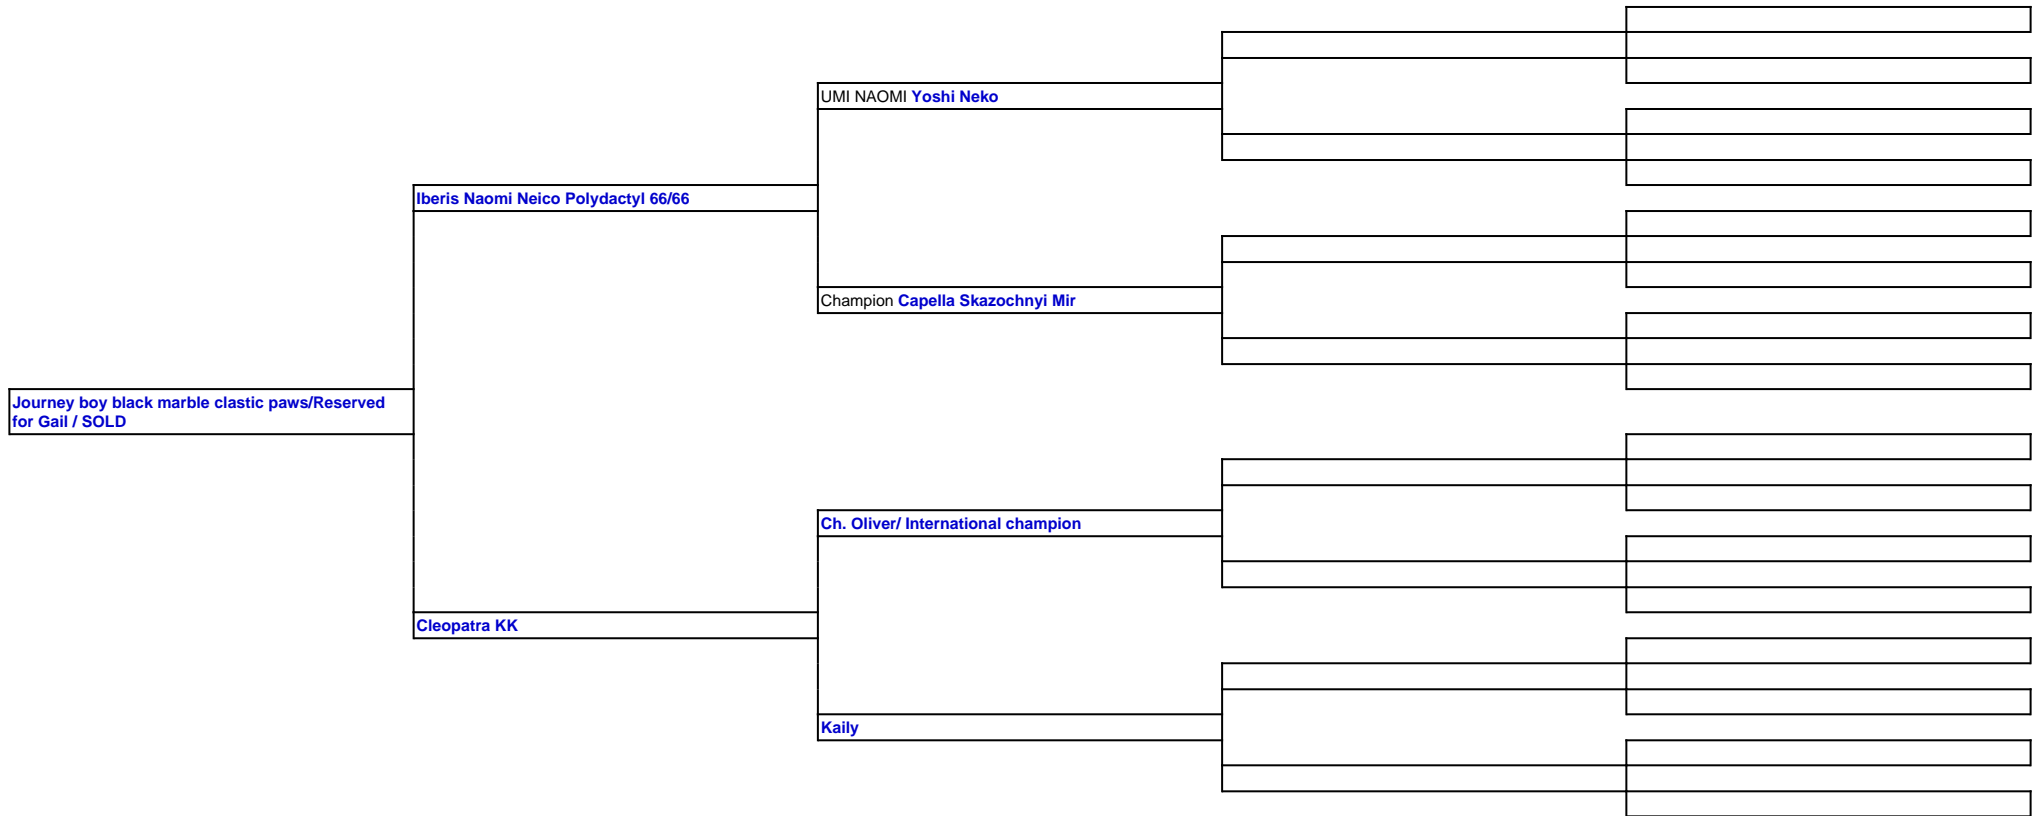 UMI NAOMI Yoshi Neko
Iberis Naomi Neico Polydactyl 66/66
Champion Capella Skazochnyi Mir
Journey boy black marble clastic paws/Reserved
for Gail / SOLD
Ch. Oliver/ International champion
Cleopatra KK
Kaily